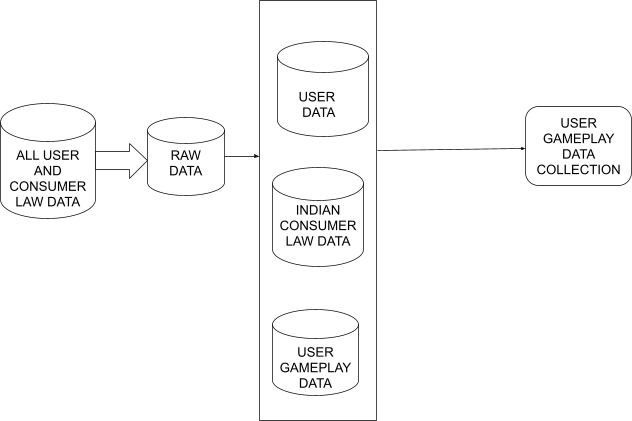 ALL USER
AND
CONSUMER
LAW DATA
RAW
DATA
USER
DATA
INDIAN
CONSUMER
LAW DATA
USER
GAMEPLAY
DATA
USER
GAMEPLAY
DATA
COLLECTION